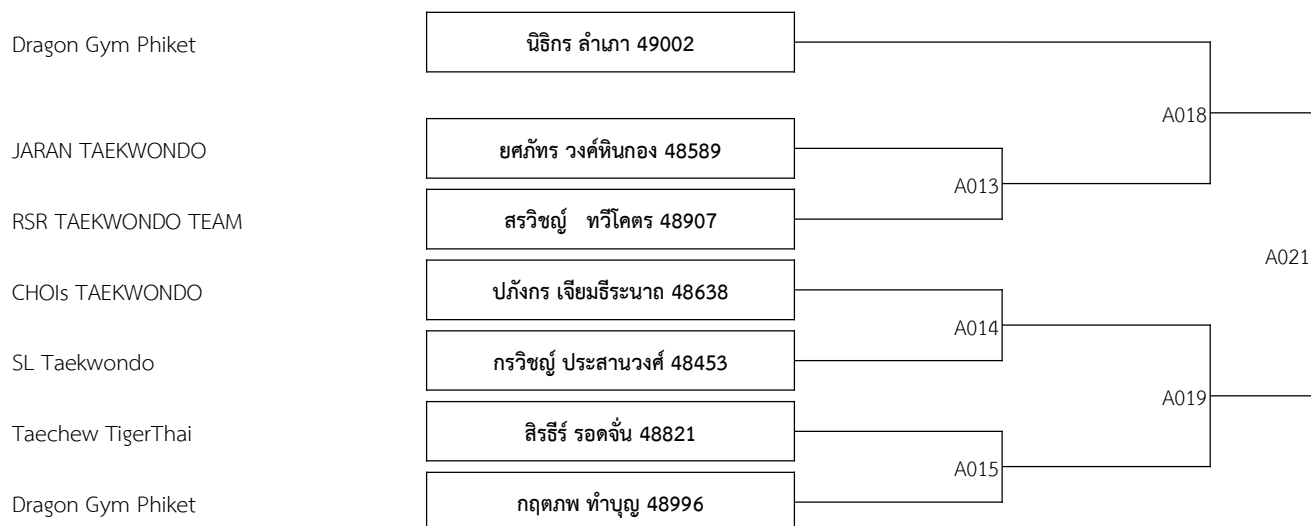 Dragon Gym Phiket นิธิกร ลำเภา 49002
A018
JARAN TAEKWONDO ยศภัทร วงค์หินกอง 48589
A013
RSR TAEKWONDO TEAM สรวิชญ์ ทวีโคตร 48907
A021
CHOIs TAEKWONDO ปภังกร เจียมธีระนาถ 48638
A014
SL Taekwondo กรวิชญ์ ประสานวงศ์ 48453
A019
Taechew TigerThai สิรธีร์ รอดจั่น 48821
A015
Dragon Gym Phiket กฤตภพ ทำบุญ 48996